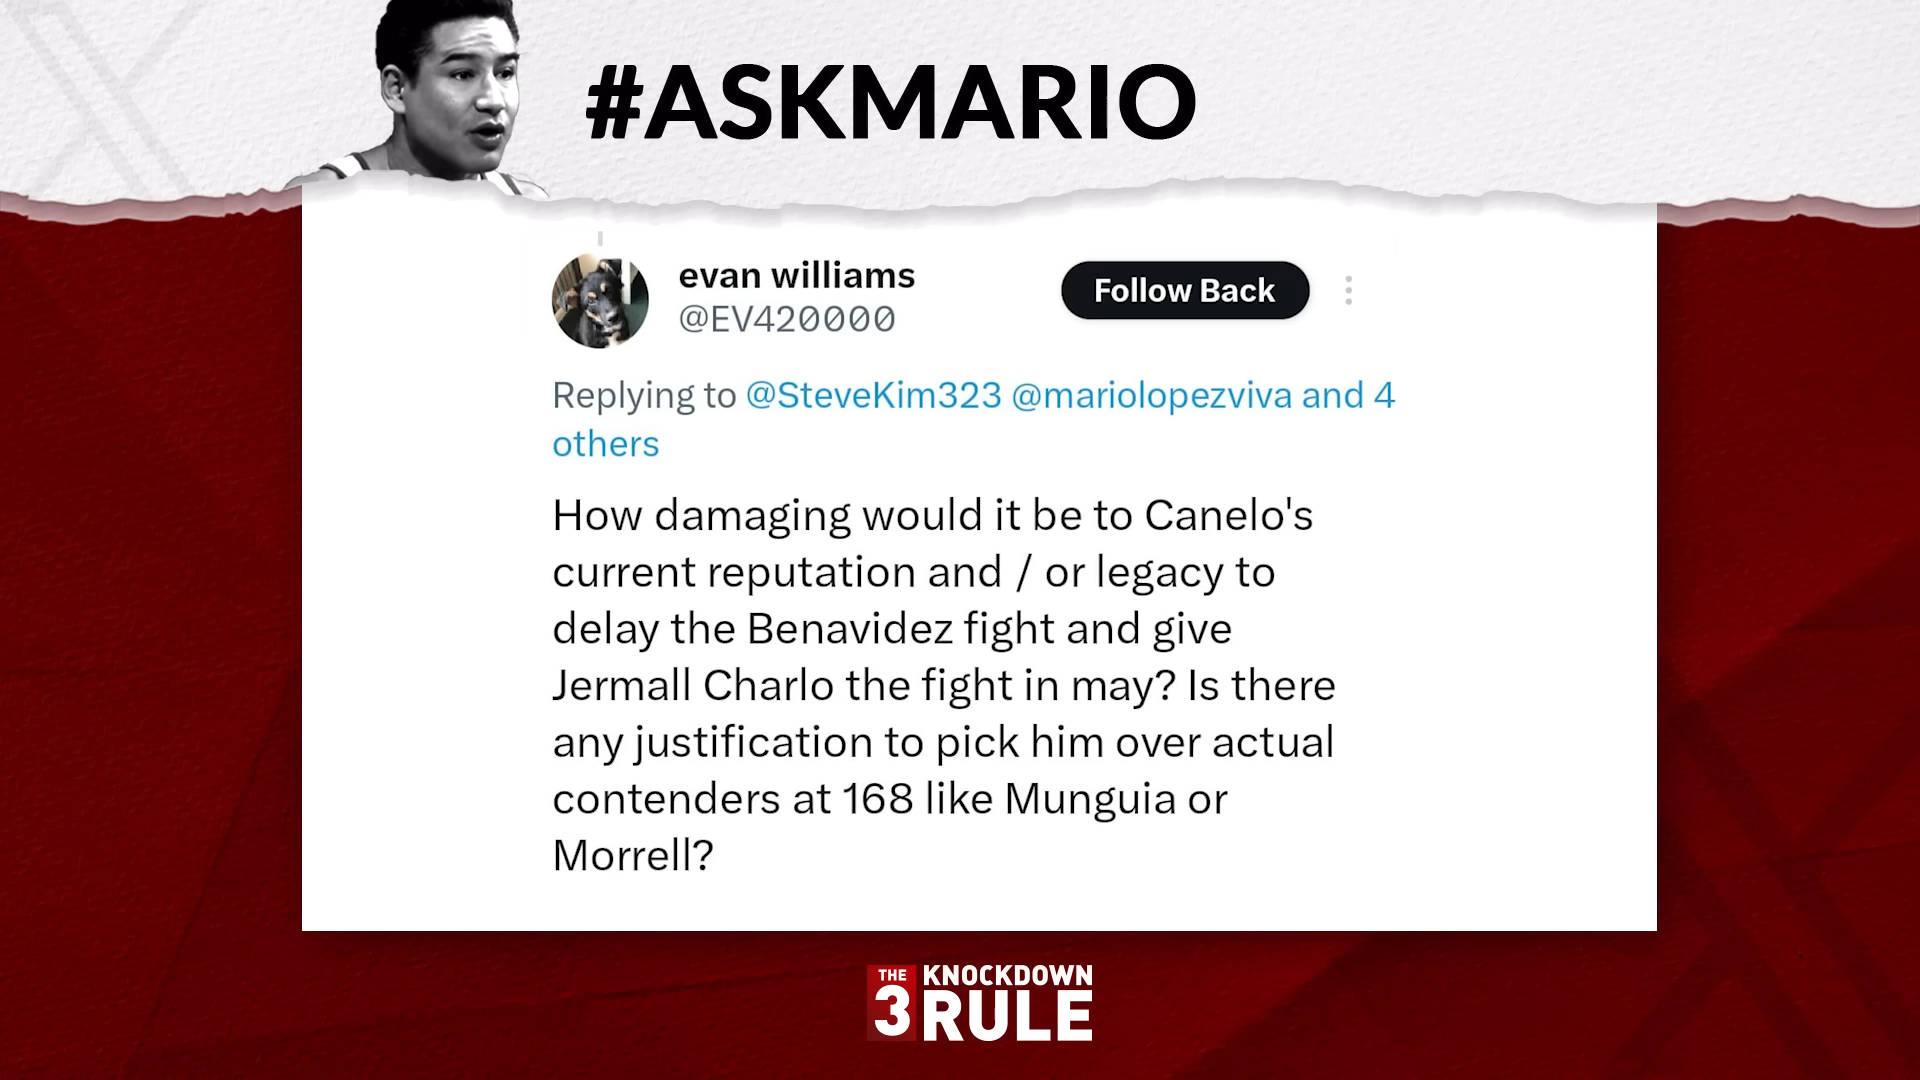 #ASKMARIO
evan williams
@EV420000
Follow Back
Replying to @SteveKim323 @mariolopezviva and 4
others
How damaging would it be to Canelo's
current reputation and / or legacy to
delay the Benavidez fight and give
Jermall Charlo the fight in may? Is there
any justification to pick him over actual
contenders at 168 like Munguia or
Morrell?
THE
3
KNOCKDOWN
RULE